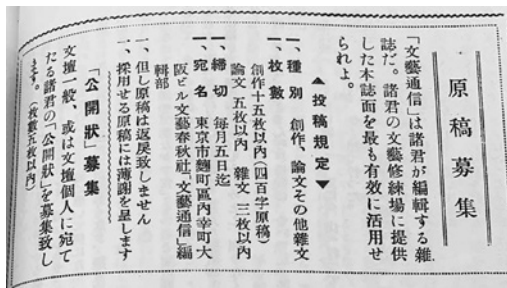 原稿募集
「文藝通信」は諸君が編輯する雜
誌だ。諸君の文藝修練場に提供
した本誌面を最も有效に活用せ
られよ。
▲投稿規定▼
一、種別　創作、論文その他雜文
一、枚數
創作十五枚以內(四百字原稿)
論文　五枚以內　雜文　三枚以內
一、締切　每月五日迄
一、宛名　東京市麴町區內幸町大
阪ビル文藝春秋社「文藝通信」編
輯部
一、但し原稿は返戾致しません
一、採用せる原稿には薄謝を呈します
「公開狀」募集
文壇一般、或は文壇個人に宛て
たる諸君の「公開狀」を募集致し
ます。(枚數五枚以內)